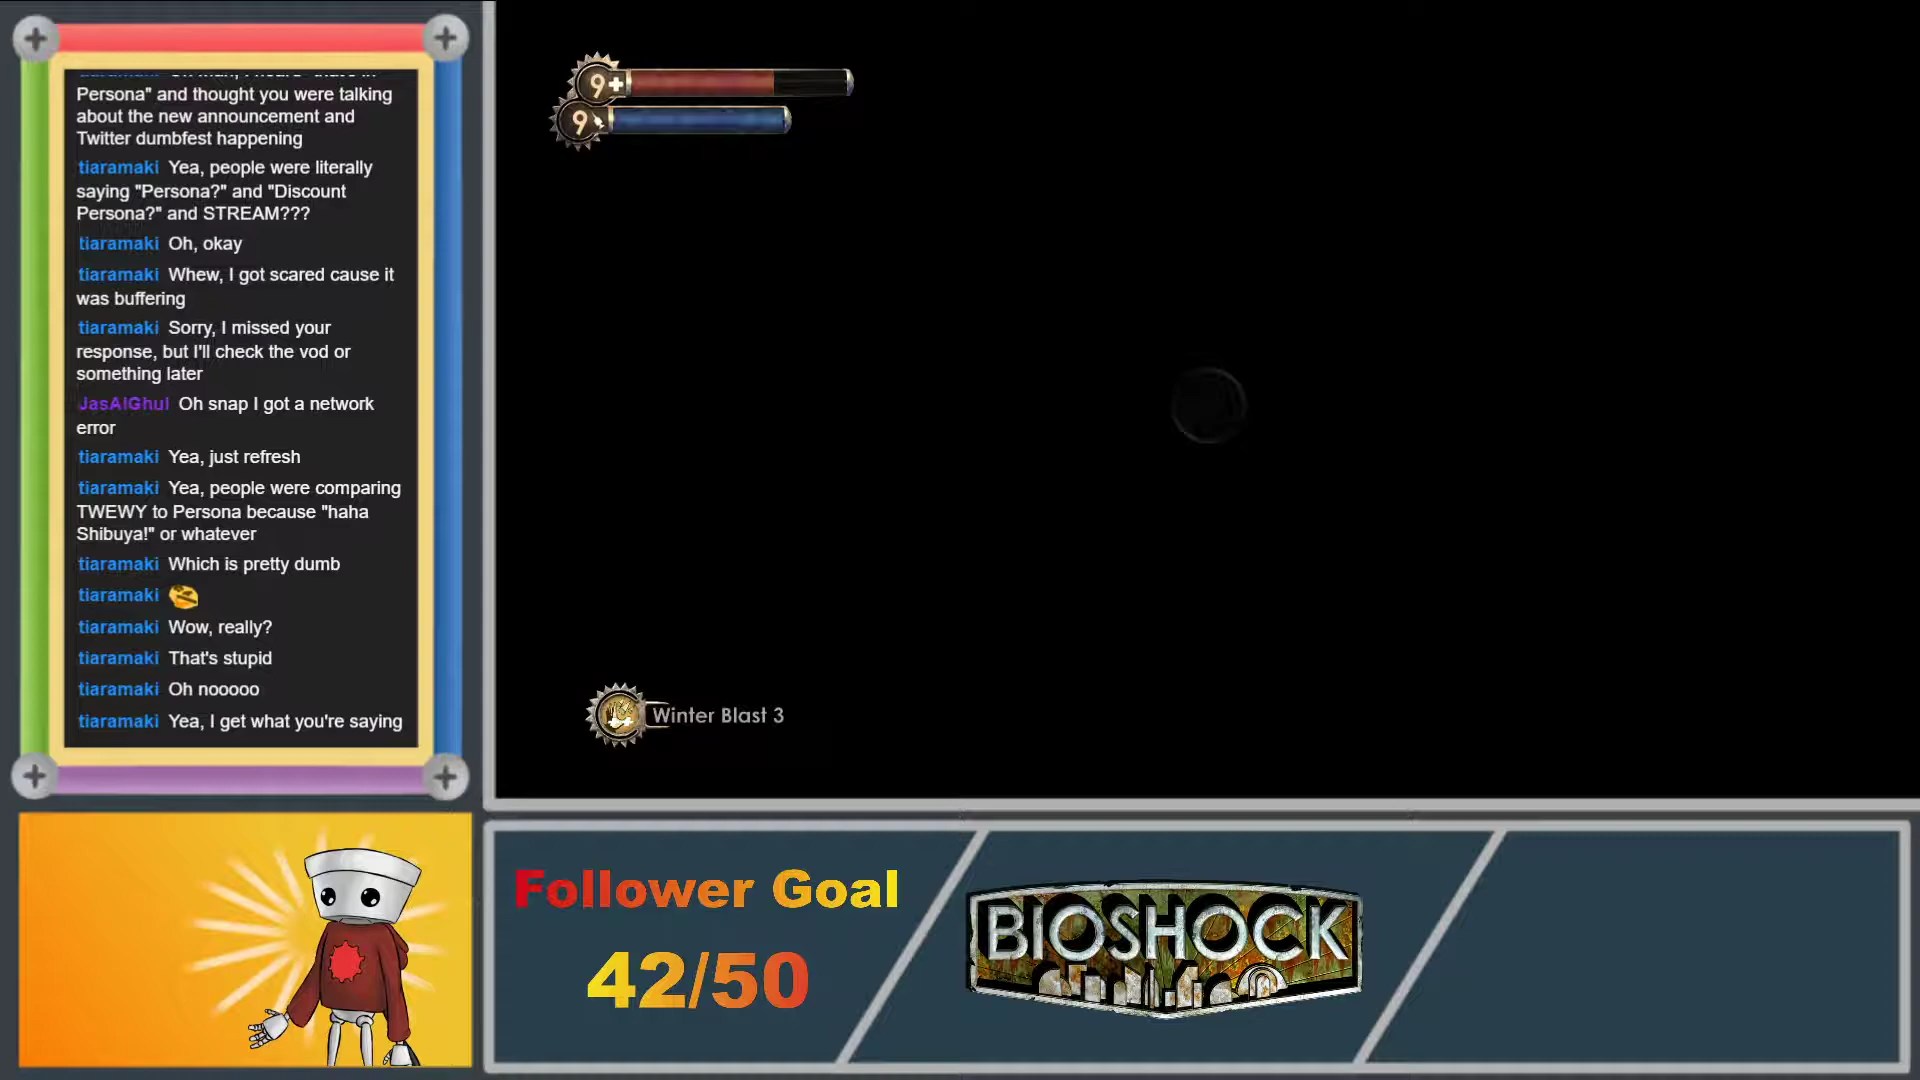 Persona" and thought you were talking
about the new announcement and
Twitter dumbfest happening
tiaramaki Yea, people were literally
saying "Persona?" and "Discount
Persona?" and STREAM???
tiaramaki Oh, okay
tiaramaki Whew, I got scared cause it
was buffering
tiaramaki Sorry, I missed your
response, but I'll check the vod or
something later
JasAlGhul Oh snap I got a network
error
tiaramaki Yea, just refresh
tiaramaki Yea, people were comparing
TWEWY to Persona because "haha
Shibuya!" or whatever
tiaramaki Which is pretty dumb
tiaramaki
tiaramaki Wow, really?
tiaramaki That's stupid
tiaramaki Oh nooooo
tiaramaki Yea, I get what you're saying
9
9
Winter Blast 3
Follower Goal
42/50
BIOSHOCK